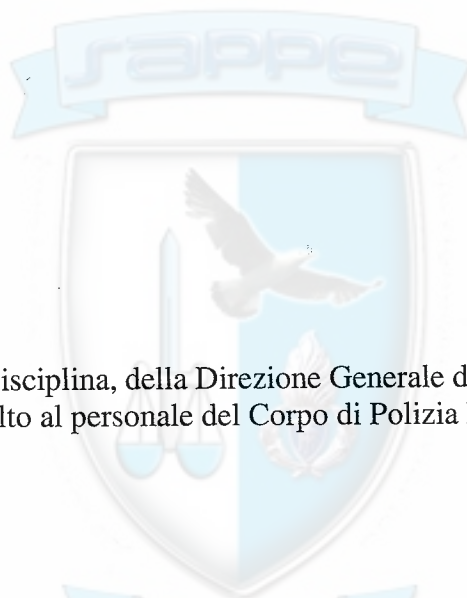 sappe
isciplina, della Direzione Generale d
lto al personale del Corpo di Polizia